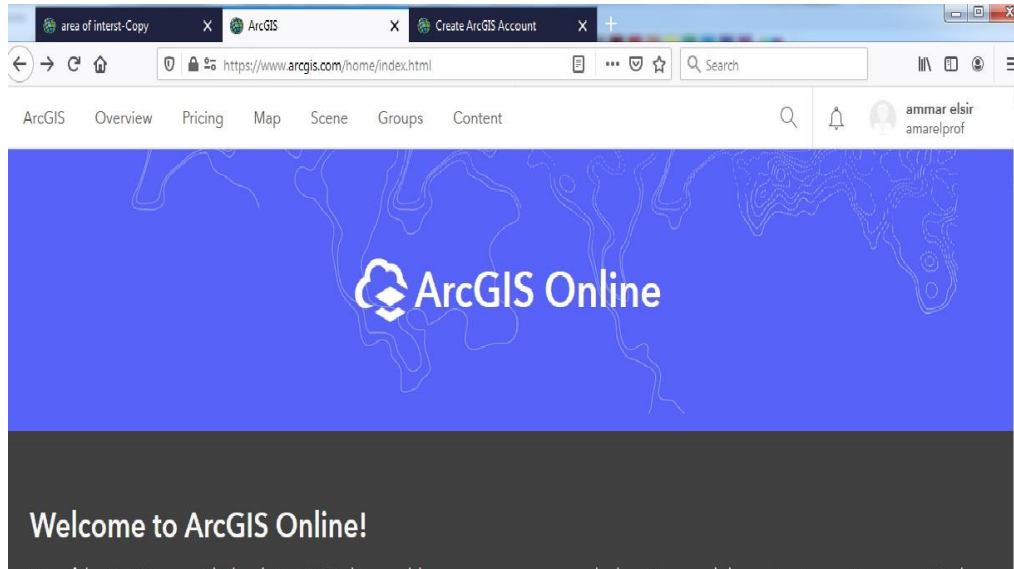 area of interst-Copy
ArcGIS
Create ArcGIS Account
https://www.arcgis.com/home/index.html
Search
ArcGIS Overview Pricing Map Scene Groups Content
ammar elsir
amarelprof
ArcGIS Online
Welcome to ArcGIS Online!